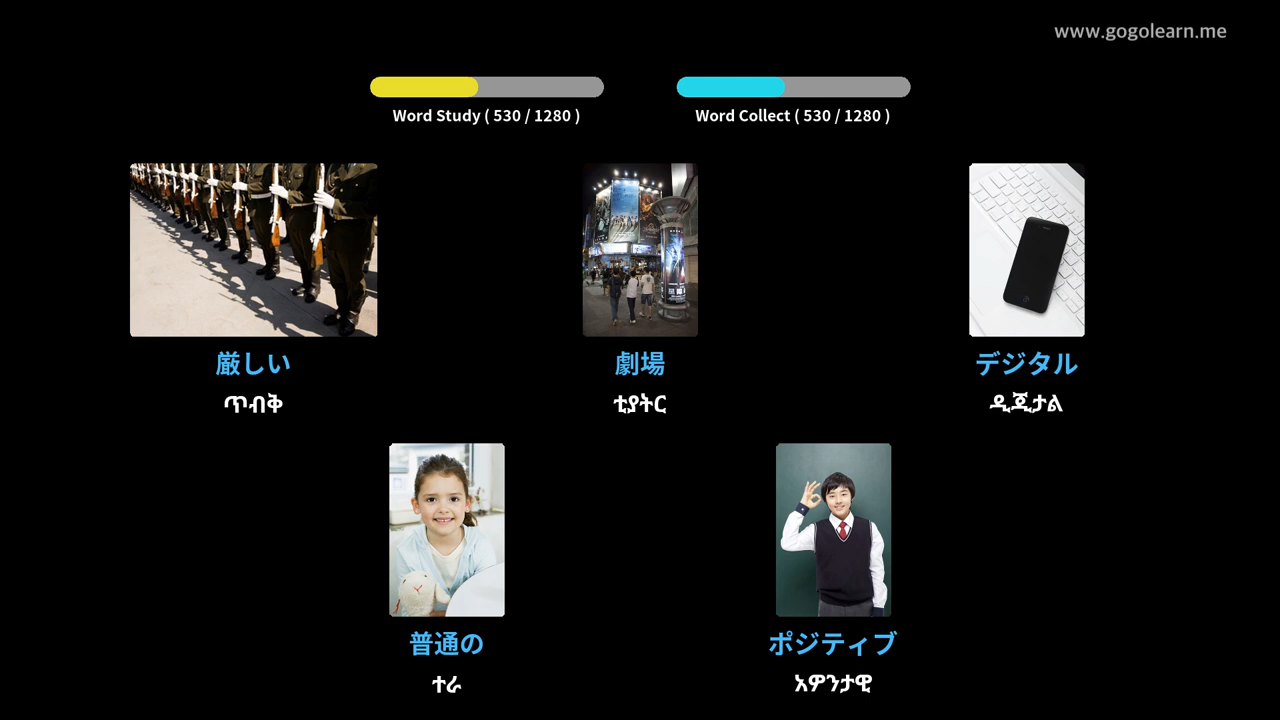 www.gogolearn.me
Word Study ( 530 / 1280 )
Word Collect ( 530 / 1280 )
厳しい
ጥብቅ
劇場
ቲያትር
デジタル
ዲጂታል
普通の
ተራ
ポジティブ
አዎንታዊ